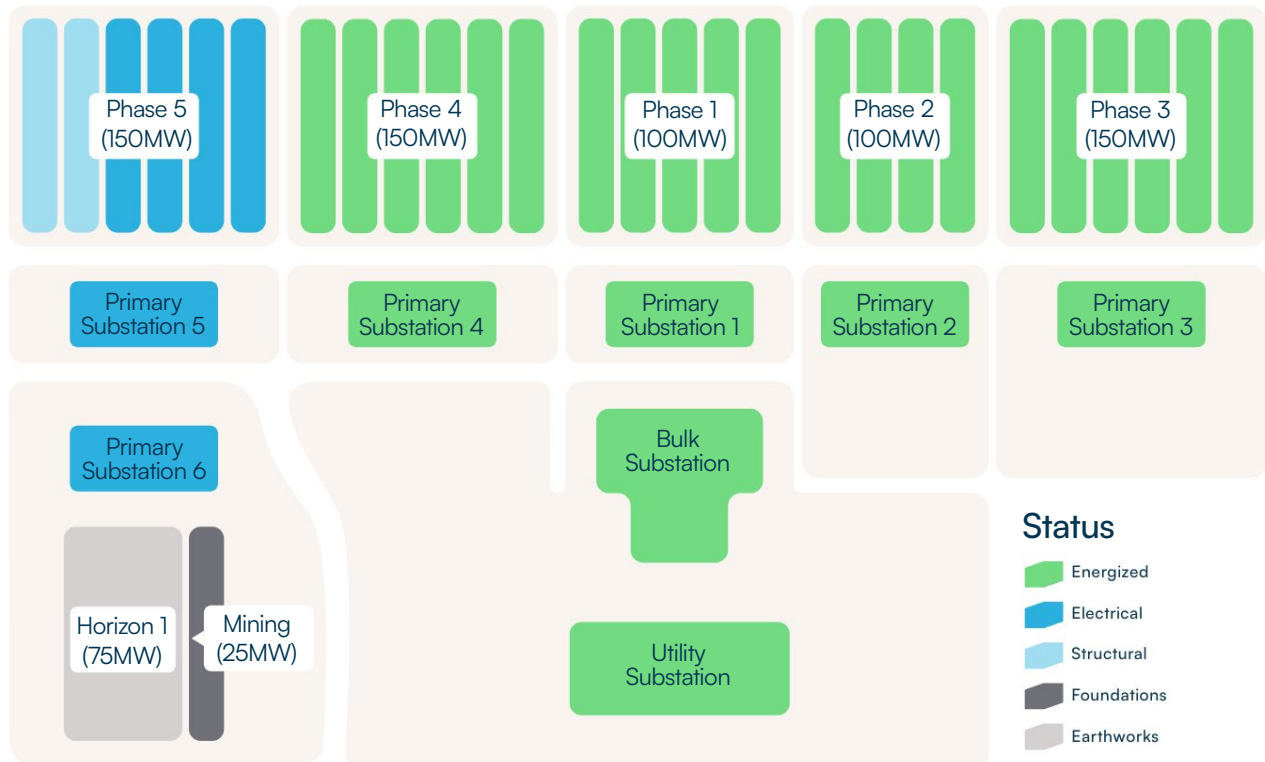 Phase 5
(150MW)
Phase 4
(150MW)
Phase 1
(100MW)
Phase 2
(100MW)
Phase 3
(150MW)
Primary
Substation 5
Primary
Substation 4
Primary
Substation 1
Primary
Substation 2
Primary
Substation 3
Primary
Substation 6
Bulk
Substation
Horizon 1
(75MW)
Mining
(25MW)
Utility
Substation
Status
Energized
Electrical
Structural
Foundations
Earthworks